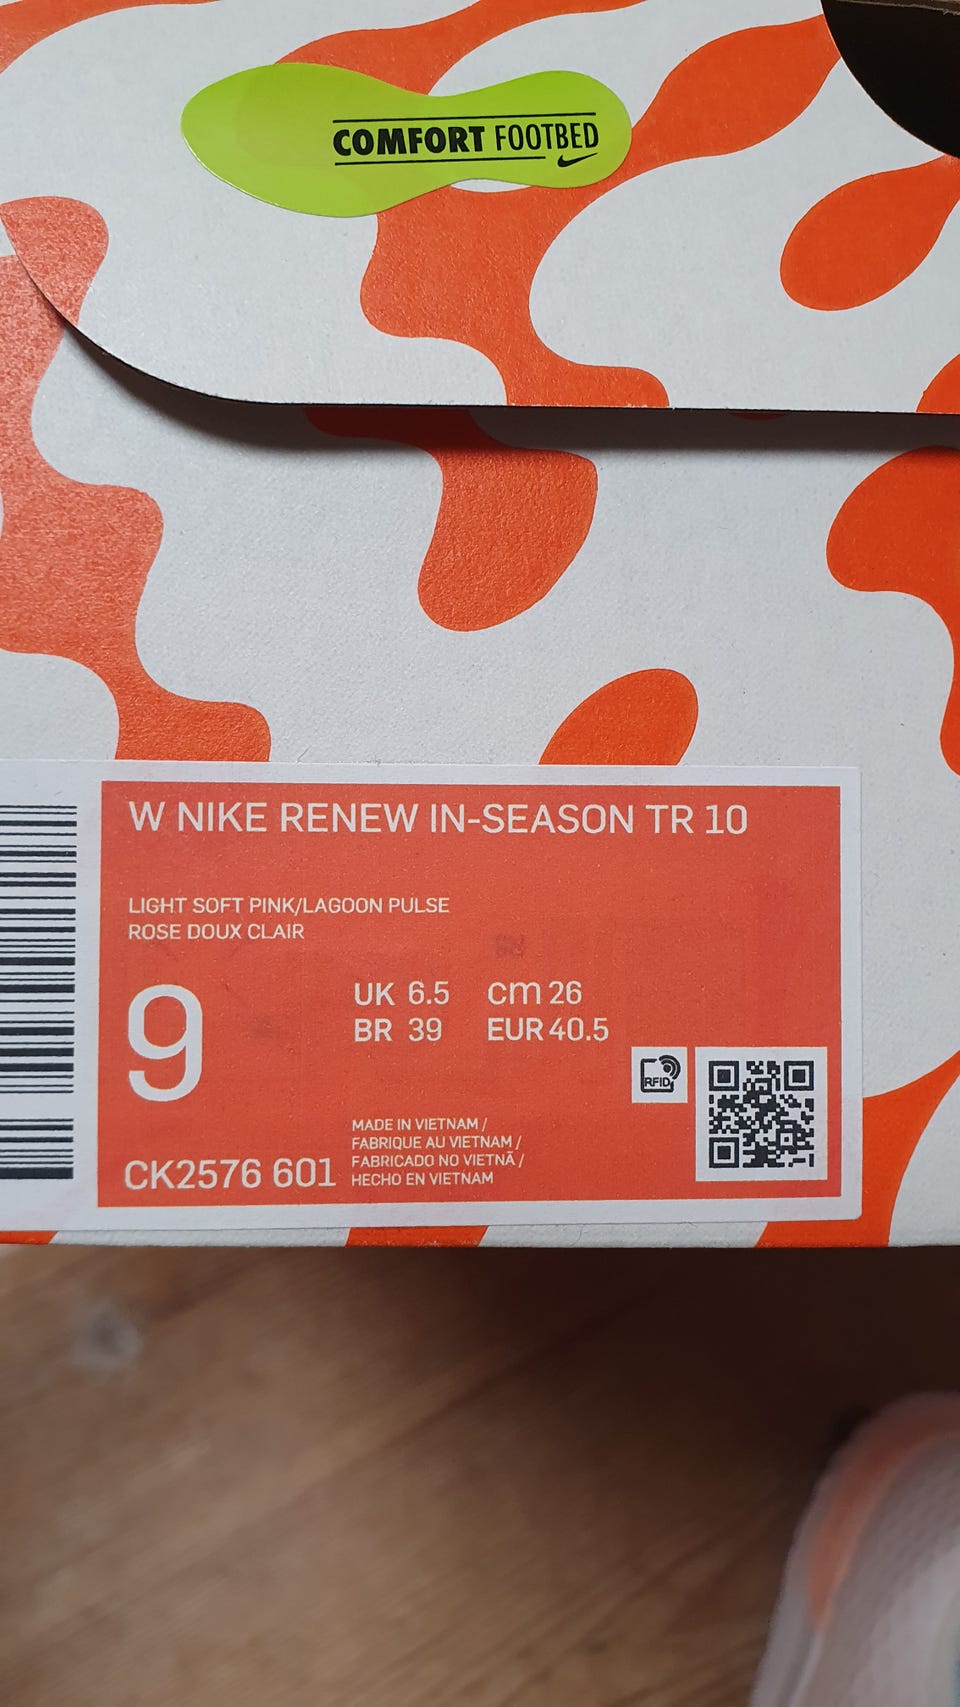 COMFORT FOOTBED
W NIKE RENEW IN-SEASON TR 10
LIGHT SOFT PINK/LAGOON PULSE
ROSE DOUX CLAIR
9
UK 6.5 cm 26
BR 39 EUR 40.5
RFID
MADE IN VIETNAM /
FABRIQUE AU VIETNAM /
FABRICADO NO VIETNÃ /
HECHO EN VIETNAM
CK2576 601